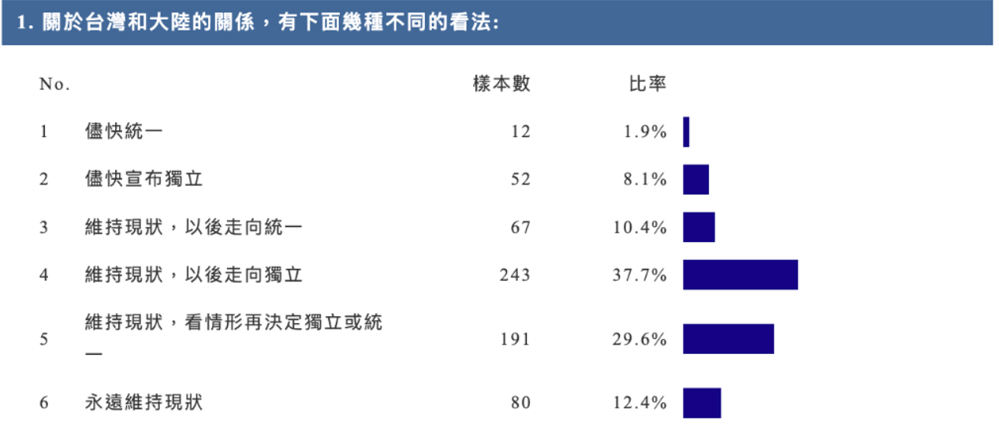 1. 關於台灣和大陸的關係，有下面幾種不同的看法:
No. 樣本數 比率
1 儘快統一 12 1.9%
2 儘快宣布獨立 52 8.1%
3 維持現狀，以後走向統一 67 10.4%
4 維持現狀，以後走向獨立 243 37.7%
維持現狀，看情形再決定獨立或統
5 191 29.6%
一
6 永遠維持現狀 80 12.4%